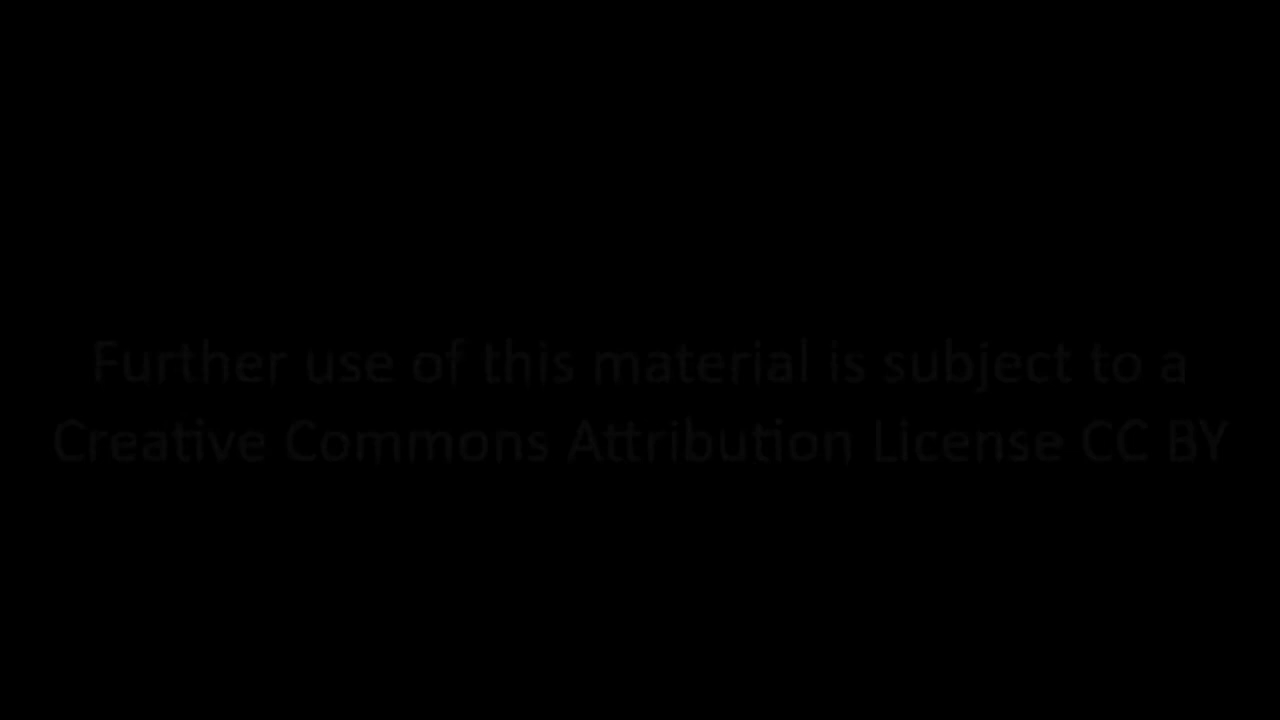 Further use of this material is subject to a
Creative Commons Attribution License CC BY